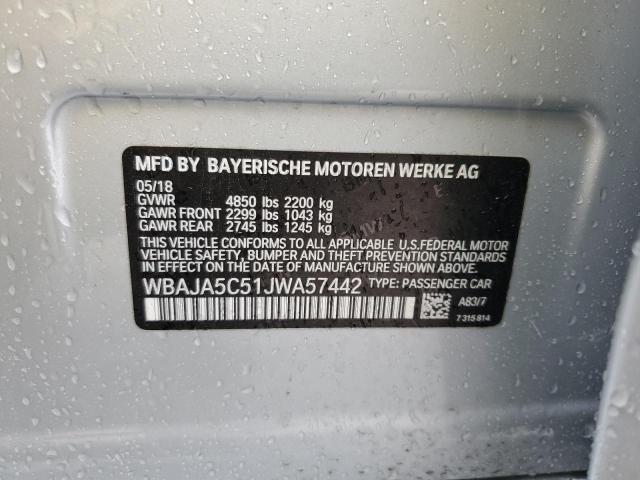 MFD BY BAYERISCHE MOTOREN WERKE AG
05/18
GVWR 4850 lbs 2200 kg
GAWR FRONT 2299 lbs 1043 kg
GAWR REAR 2745 lbs 1245 kg
THIS VEHICLE CONFORMS TO ALL APPLICABLE U.S.FEDERAL MOTOR
VEHICLE SAFETY, BUMPER AND THEFT PREVENTION STANDARDS
IN EFFECT ON THE DATE OF MANUFACTURE SHOWN ABOVE.
WBAJA5C51JWA57442 TYPE: PASSENGER CAR
A83/7
7 315 814